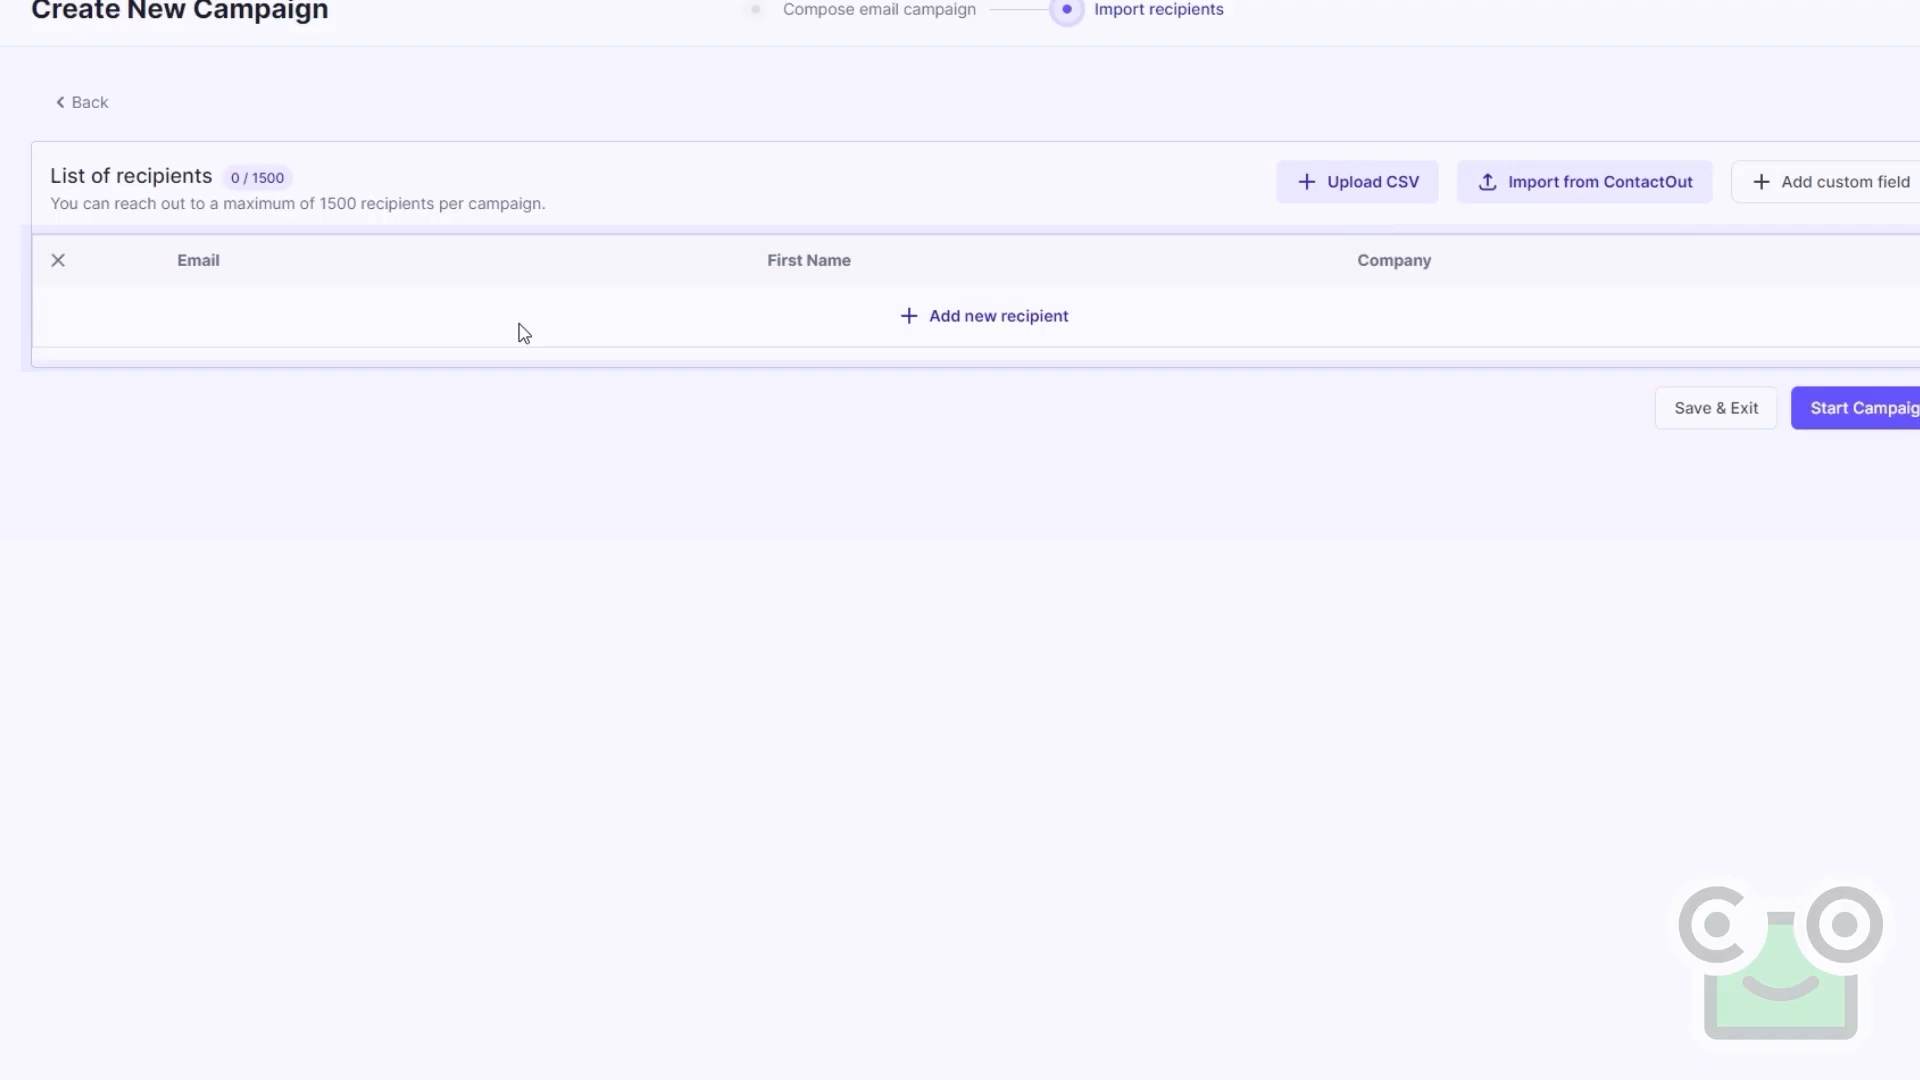 Create New Campaign
Compose email campaign
Import recipients
Back
List of recipients 0 / 1500
You can reach out to a maximum of 1500 recipients per campaign.
Upload CSV
Import from ContactOut
Add custom field
Email First Name Company
Add new recipient
Save & Exit
Start Campaig